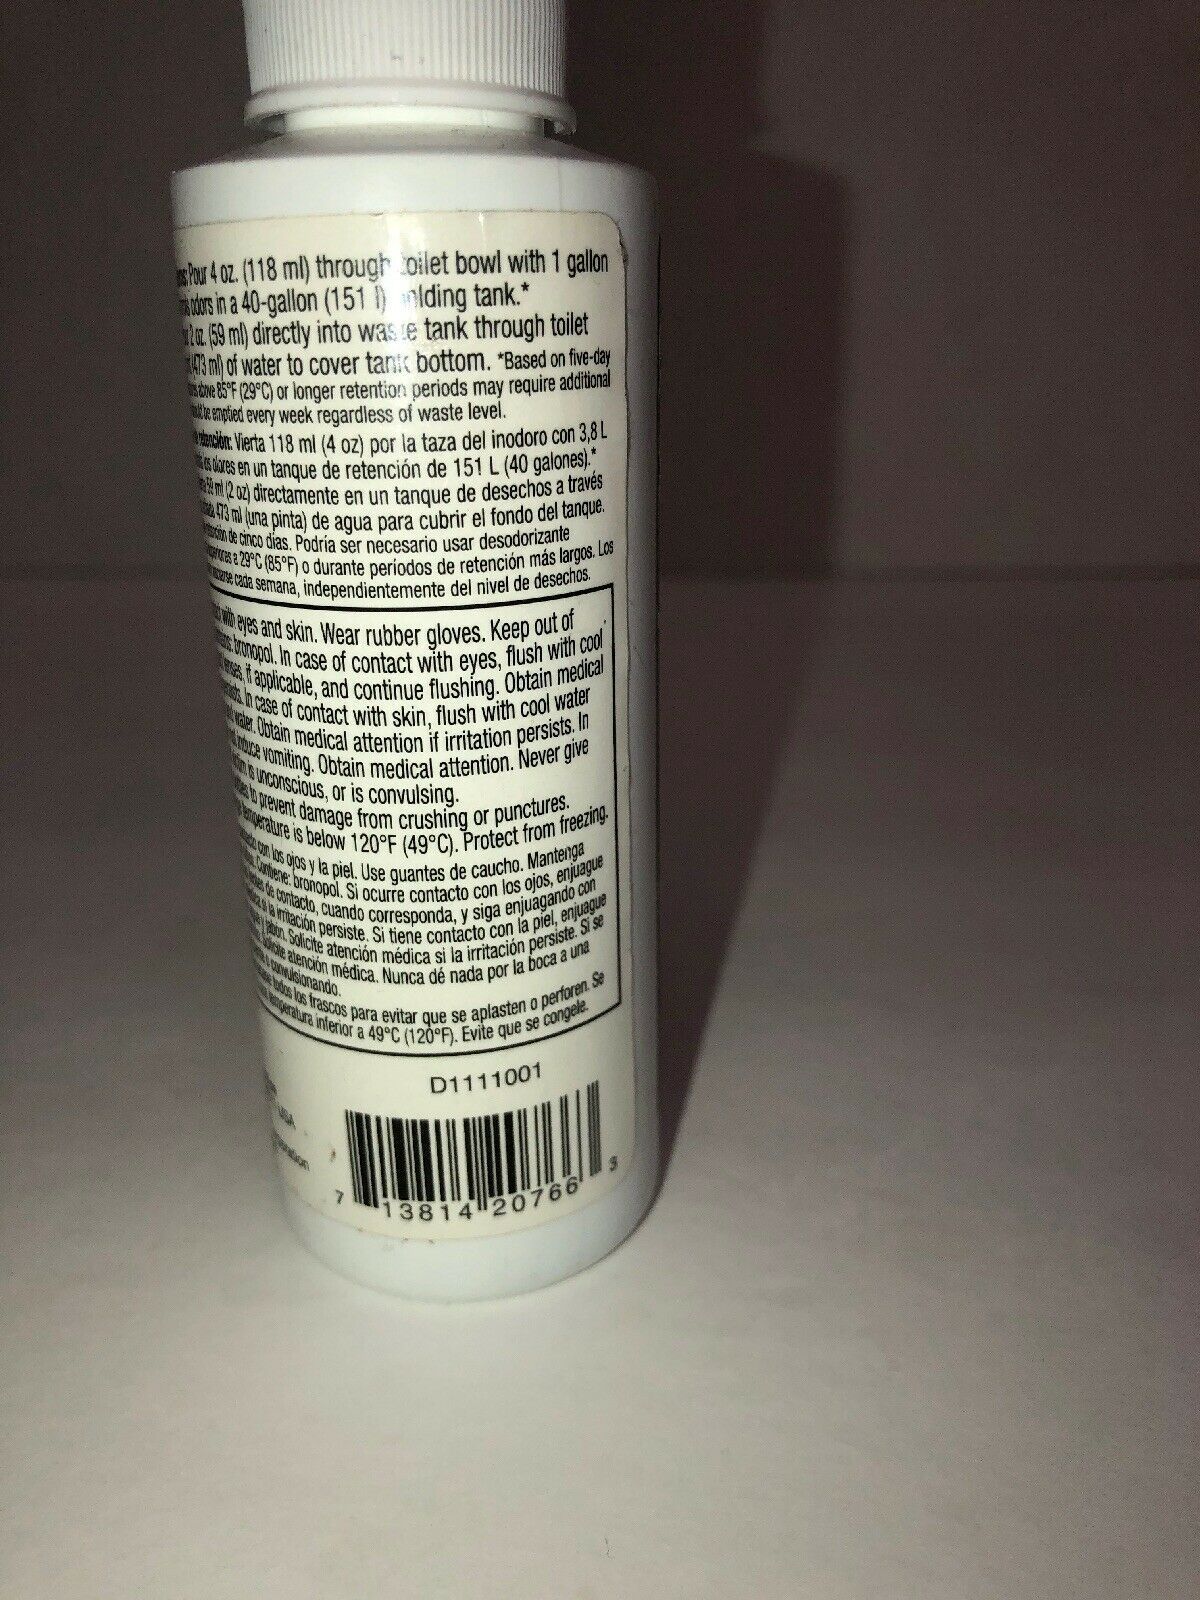 Pour 4 oz. (118 ml) through toilet bowl with 1 gallon
odors in a 40-gallon (151 l) holding tank.*
2 oz. (59 ml) directly into waste tank through toilet
(473 ml) of water to cover tank bottom. *Based on five-day
above 85°F (29°C) or longer retention periods may require additional
be emptied every week regardless of waste level.
retención: Vierta 118 ml (4 oz) por la taza del inodoro con 3,8 L
los olores en un tanque de retención de 151 L (40 galones).*
59 ml (2 oz) directamente en un tanque de desechos a través
473 ml (una pinta) de agua para cubrir el fondo del tanque.
de cinco días. Podría ser necesario usar desodorizante
a 29°C (85°F) o durante periodos de retención más largos. Los
cada semana, independientemente del nivel de desechos.
with eyes and skin. Wear rubber gloves. Keep out of
bronopol. In case of contact with eyes, flush with cool
if applicable, and continue flushing. Obtain medical
In case of contact with skin, flush with cool water
water. Obtain medical attention if irritation persists. In
induce vomiting. Obtain medical attention. Never give
is unconscious, or is convulsing.
to prevent damage from crushing or punctures.
temperature is below 120°F (49°C). Protect from freezing.
con los ojos y la piel. Use guantes de caucho. Mantenga
Contiene: bronopol. Si ocurre contacto con los ojos, enjuague
de contacto, cuando corresponda, y siga enjuagando con
si la irritación persiste. Si tiene contacto con la piel, enjuague
y jabón. Solicite atención médica si la irritación persiste. Si se
Solicite atención médica. Nunca dé nada por la boca a una
convulsionando.
todos los frascos para evitar que se aplasten o perforen. Se
temperatura inferior a 49°C (120°F). Evite que se congele.
D1111001
USA
7 13814 20766 3